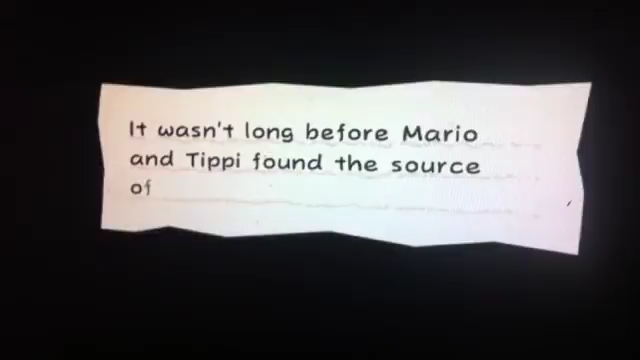 It wasn't long before Mario
and Tippi found the source
of